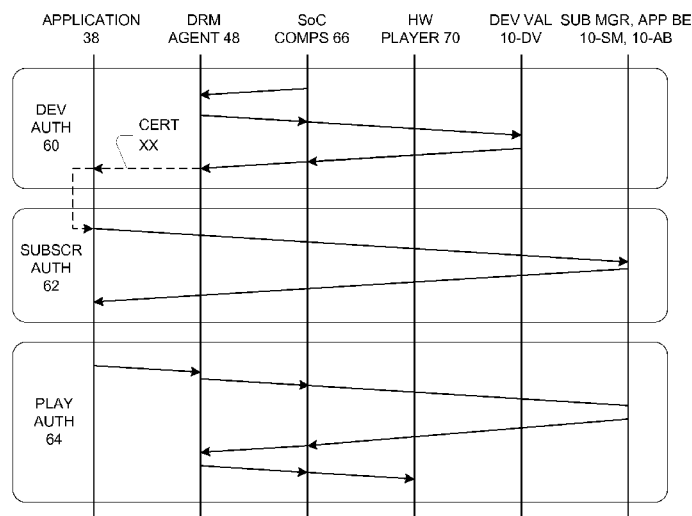 APPLICATION
38
DRM
AGENT 48
SoC
COMPS 66
HW
PLAYER 70
DEV VAL
10-DV
SUB MGR, APP BE
10-SM, 10-AB
DEV
AUTH
60
CERT
XX
SUBSCR
AUTH
62
PLAY
AUTH
64